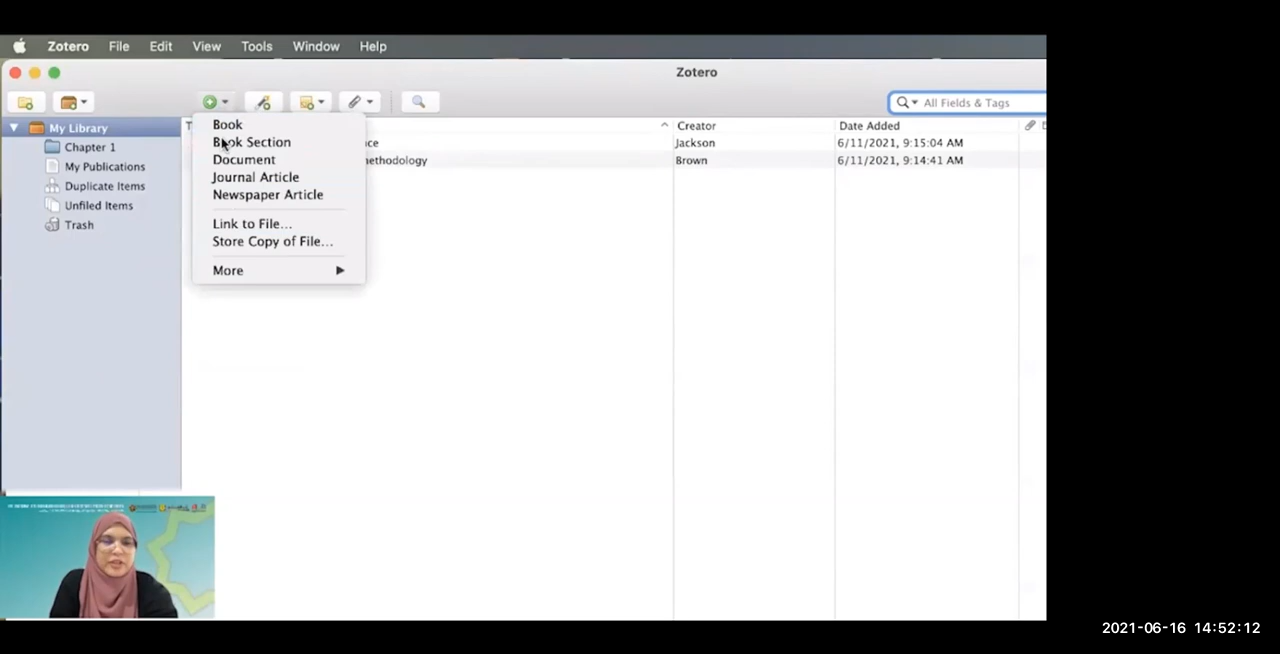 Zotero File Edit View Tools Window Help
Zotero
All Fields & Tags
My Library
Chapter 1
My Publications
Duplicate Items
Unfiled Items
Trash
Book
Book Section
Document
Journal Article
Newspaper Article
Link to File...
Store Copy of File...
More
T
Creator
Date Added
ce
Jackson
6/11/2021, 9:15:04 AM
ethodology
Brown
6/11/2021, 9:14:41 AM
2021-06-16 14:52:12